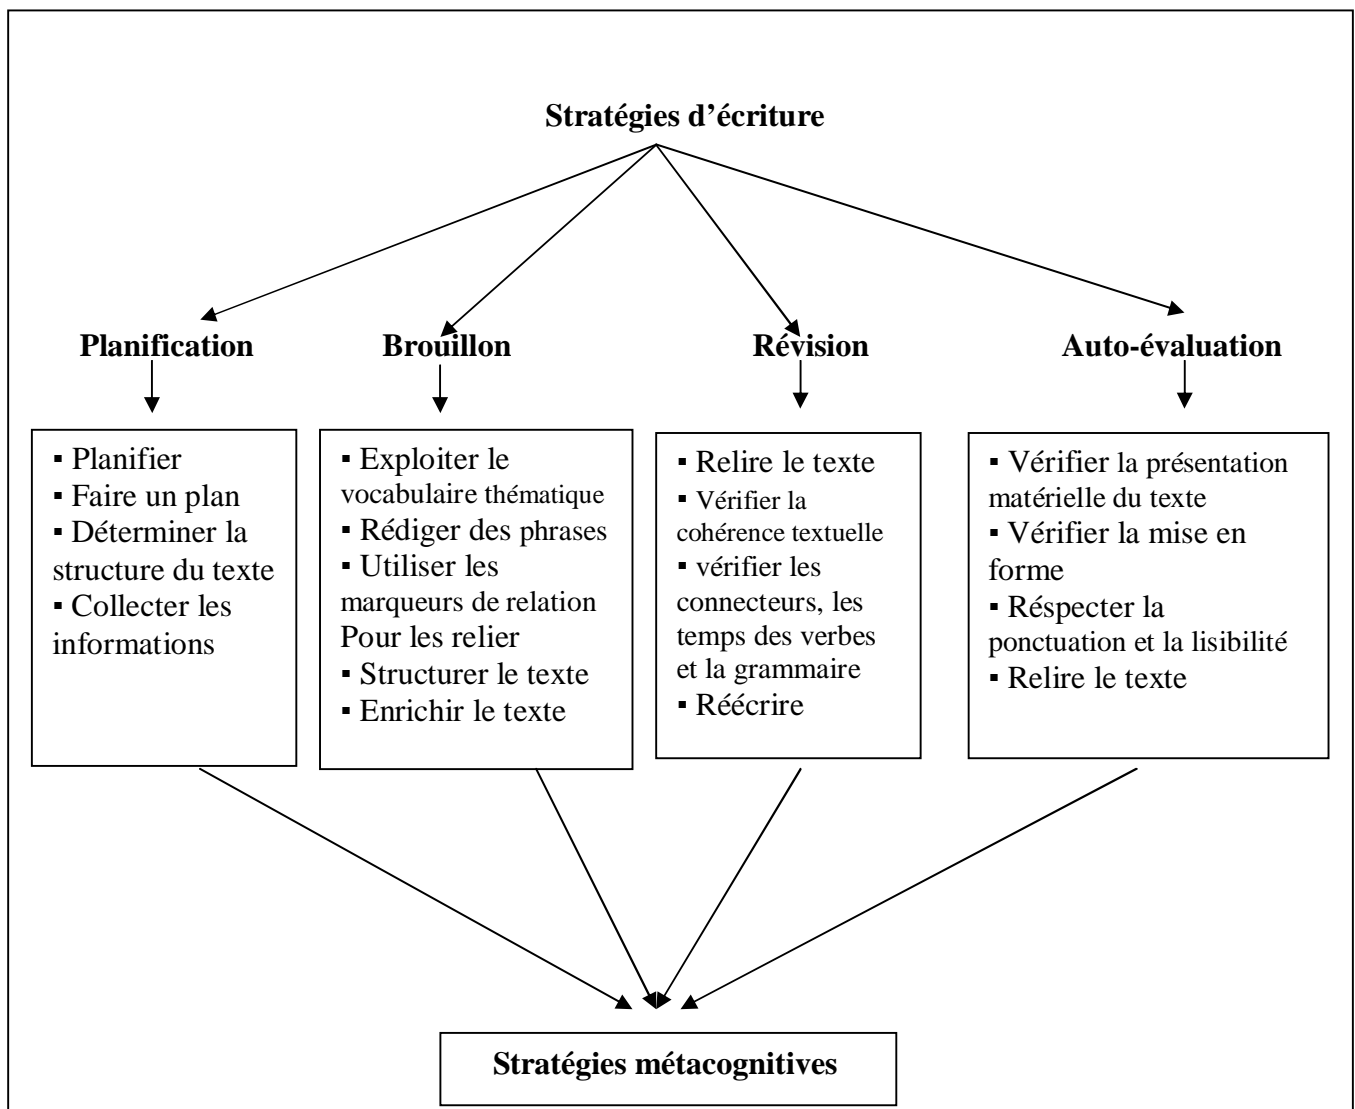 Stratégies d'écriture
Planification
Brouillon
Révision
Auto-évaluation
▪ Planifier
▪ Faire un plan
▪ Déterminer la
structure du texte
▪ Collecter les
informations
▪ Exploiter le
vocabulaire thématique
▪ Rédiger des phrases
▪ Utiliser les
marqueurs de relation
Pour les relier
▪ Structurer le texte
▪ Enrichir le texte
▪ Relire le texte
▪ Vérifier la
cohérence textuelle
▪ vérifier les
connecteurs, les
temps des verbes
et la grammaire
▪ Réécrire
▪ Vérifier la présentation
matérielle du texte
▪ Vérifier la mise en
forme
▪ Réspecter la
ponctuation et la lisibilité
▪ Relire le texte
Stratégies métacognitives